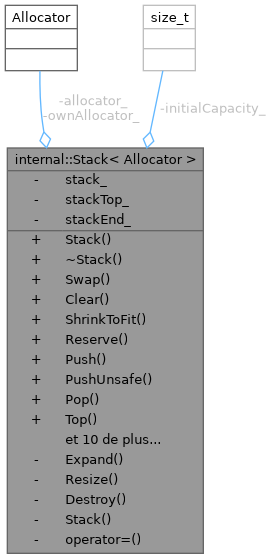 Allocator
size_t
-allocator_
-ownAllocator_
-initialCapacity_
internal::Stack< Allocator >
- stack_
- stackTop_
- stackEnd_
+ Stack()
+ ~Stack()
+ Swap()
+ Clear()
+ ShrinkToFit()
+ Reserve()
+ Push()
+ PushUnsafe()
+ Pop()
+ Top()
et 10 de plus...
- Expand()
- Resize()
- Destroy()
- Stack()
- operator=()